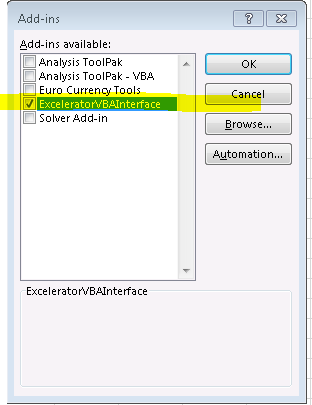 Add-ins
Add-ins available:
Analysis ToolPak
Analysis ToolPak - VBA
Euro Currency Tools
ExceleratorVBAInterface
Solver Add-in
OK
Cancel
Browse...
Automation...
ExceleratorVBAInterface